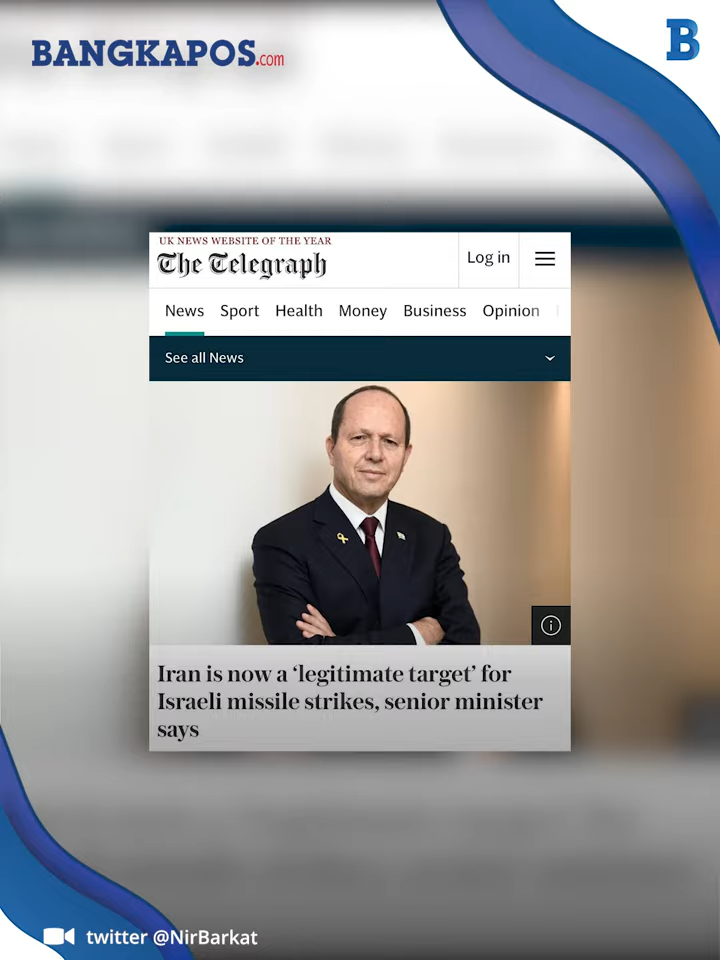 BANGKAPOS.com
B
UK NEWS WEBSITE OF THE YEAR
The Telegraph
Log in
News Sport Health Money Business Opinion
See all News
Iran is now a ‘legitimate target’ for
Israeli missile strikes, senior minister
says
twitter @NirBarkat